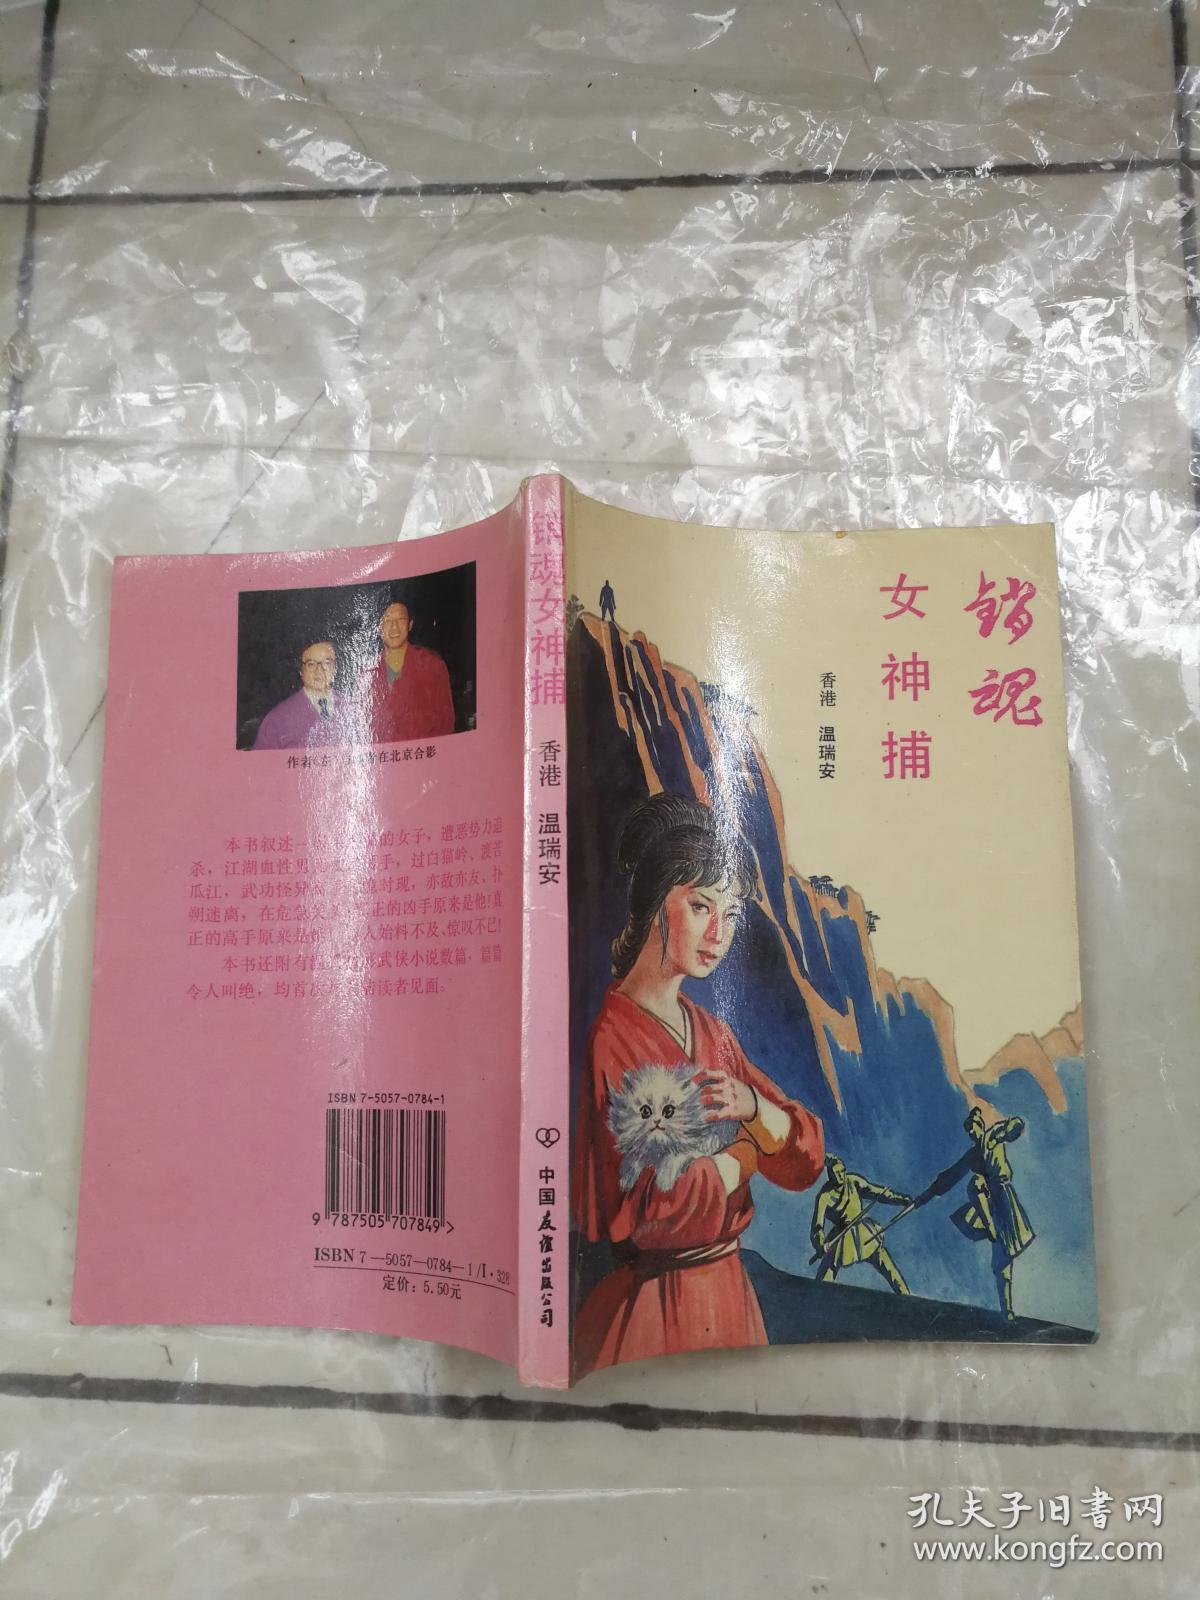 销魂
女神捕
香港 温瑞安
销魂女神捕
香港 温瑞安
中国友谊出版公司
作者(左 在北京合影
本书叙述一 的女子，遭恶势力追
杀，江湖血性男 手，过白猫岭、渡苦
瓜江，武功怪异 时现，亦敌亦友、扑
朔迷离，在危急 正的凶手原来是他！真
正的高手原来是 人始料不及、惊叹不已！
本书还附有温 武侠小说数篇，篇篇
令人叫绝，均首次 读者见面。
ISBN 7-5057-0784-1
9 787505 707849>
ISBN 7—5057—0784—1/I·328
定价：5.50元
孔夫子旧书网
www.kongfz.com